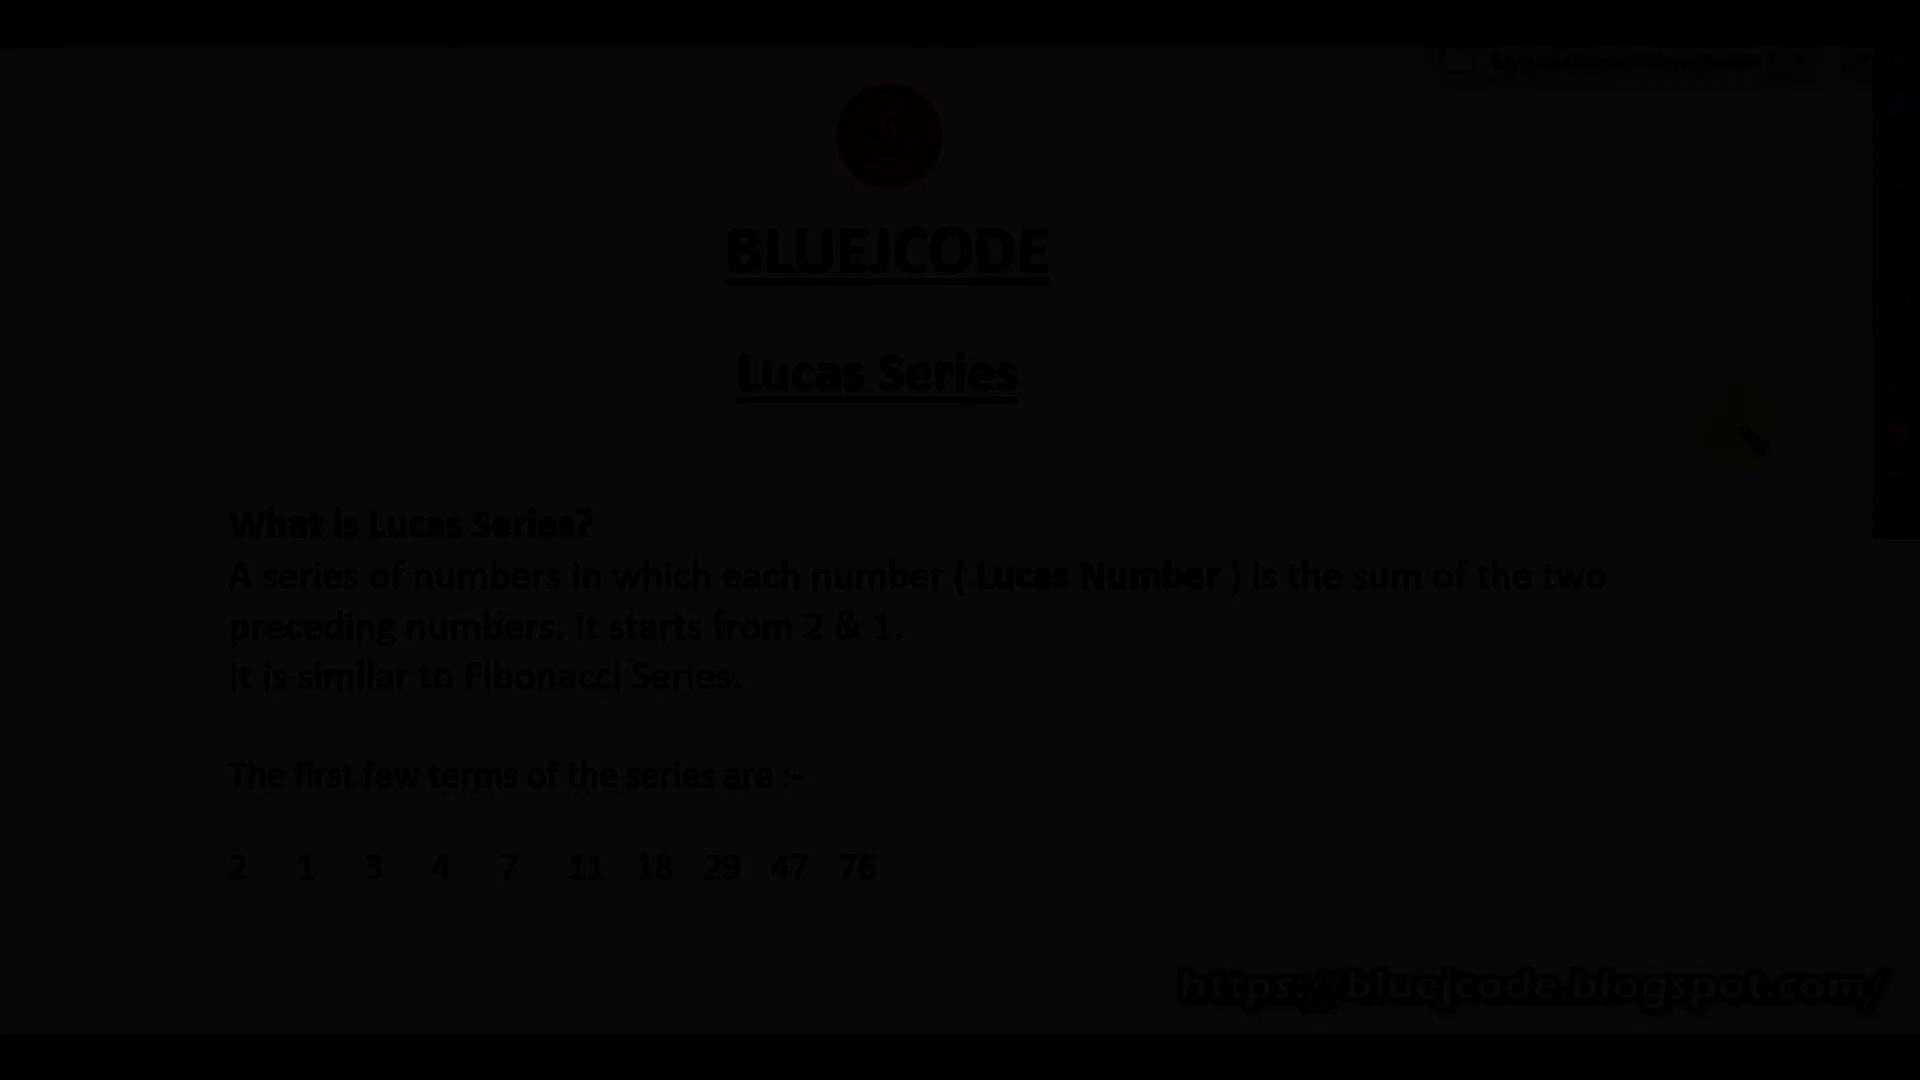 BLUEJCODE
Lucas Series
What is Lucas Series?
A series of numbers in which each number ( Lucas Number ) is the sum of the two
preceding numbers. It starts from 2 & 1.
It is similar to Fibonacci Series.
The first few terms of the series are :-
2 1 3 4 7 11 18 29 47 76
https://bluejcode.blogspot.com/